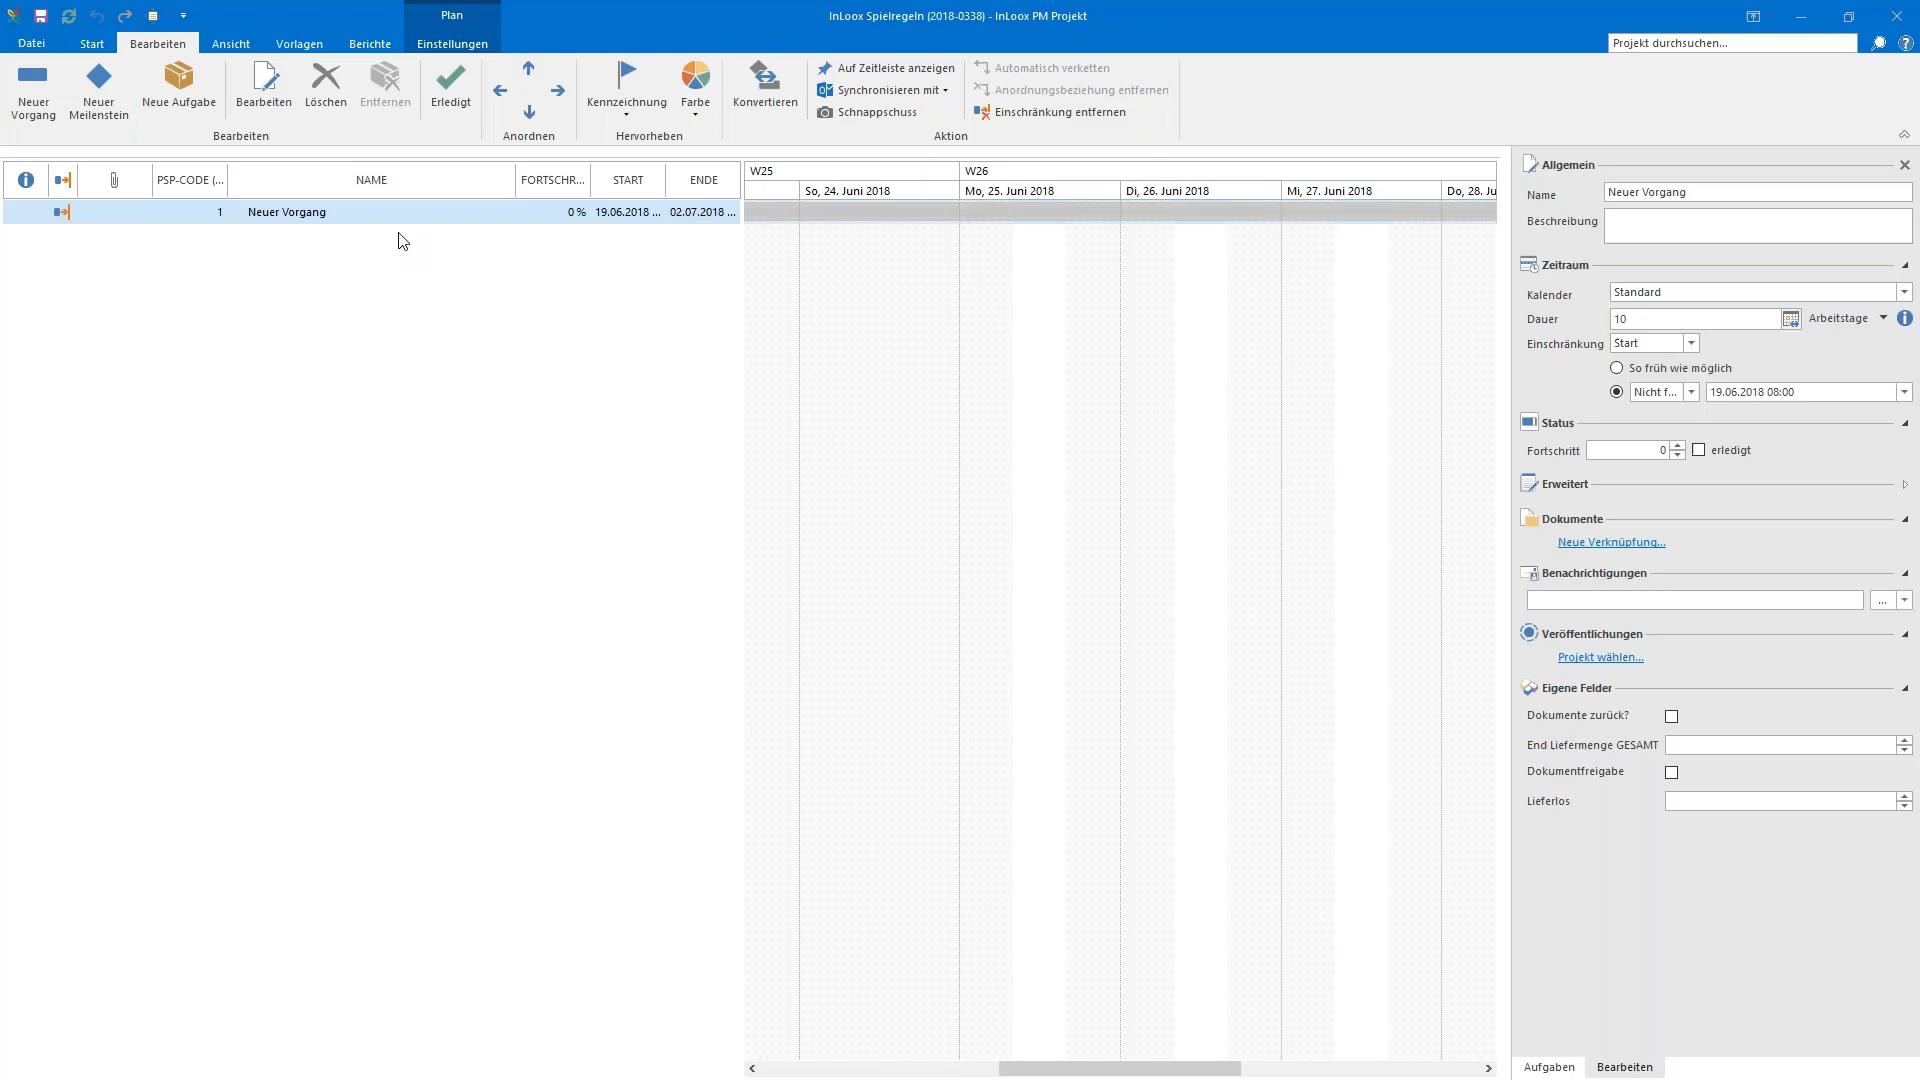 Plan
InLoox Spielregeln (2018-0338) - InLoox PM Projekt
Datei
Start
Bearbeiten
Ansicht
Vorlagen
Berichte
Einstellungen
Projekt durchsuchen...
Neuer
Vorgang
Neuer
Meilenstein
Neue Aufgabe
Bearbeiten
Löschen
Entfernen
Erledigt
Kennzeichnung
Farbe
Konvertieren
Auf Zeitleiste anzeigen
Synchronisieren mit
Schnappschuss
Automatisch verketten
Anordnungsbeziehung entfernen
Einschränkung entfernen
Bearbeiten
Anordnen
Hervorheben
Aktion
PSP-CODE (...
NAME
FORTSCHR...
START
ENDE
1
Neuer Vorgang
0 %
19.06.2018 ...
02.07.2018 ...
W25
W26
So, 24. Juni 2018
Mo, 25. Juni 2018
Di, 26. Juni 2018
Mi, 27. Juni 2018
Do, 28. Ju
Allgemein
Name
Neuer Vorgang
Beschreibung
Zeitraum
Kalender
Standard
Dauer
10
Arbeitstage
Einschränkung
Start
So früh wie möglich
Nicht f...
19.06.2018 08:00
Status
Fortschritt
0
erledigt
Erweitert
Dokumente
Neue Verknüpfung...
Benachrichtigungen
...
Veröffentlichungen
Projekt wählen...
Eigene Felder
Dokumente zurück?
End Liefermenge GESAMT
Dokumentfreigabe
Lieferlos
Aufgaben
Bearbeiten